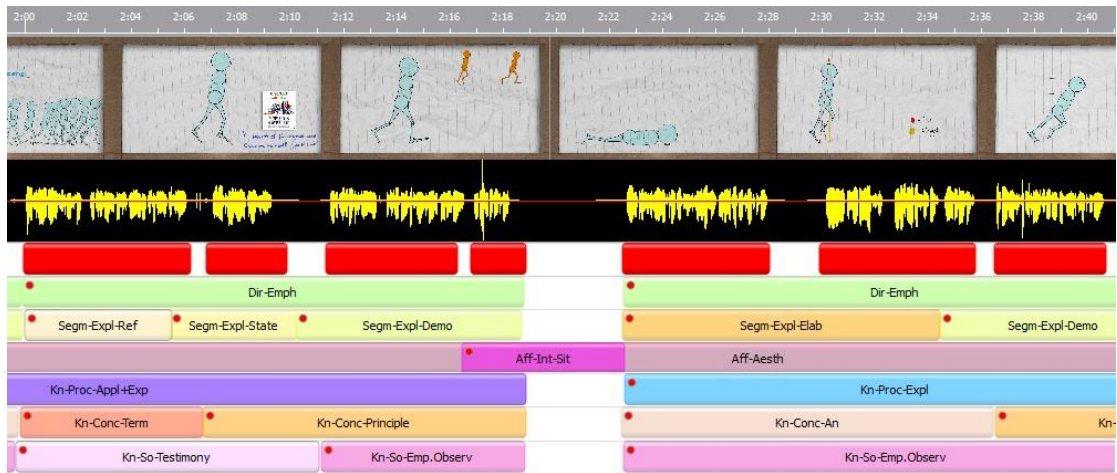 2:00 2:02 2:04 2:06 2:08 2:10 2:12 2:14 2:16 2:18 2:20 2:22 2:24 2:26 2:28 2:30 2:32 2:34 2:36 2:38 2:40
Dir-Emph Dir-Emph
Segm-Expl-Ref Segm-Expl-State Segm-Expl-Demo Segm-Expl-Elab Segm-Expl-Demo
Aff-Int-Sit Aff-Aesth
Kn-Proc-Appl+Exp Kn-Proc-Expl
Kn-Conc-Term Kn-Conc-Principle Kn-Conc-An Kn-
Kn-So-Testimony Kn-So-Emp.Observ Kn-So-Emp.Observ